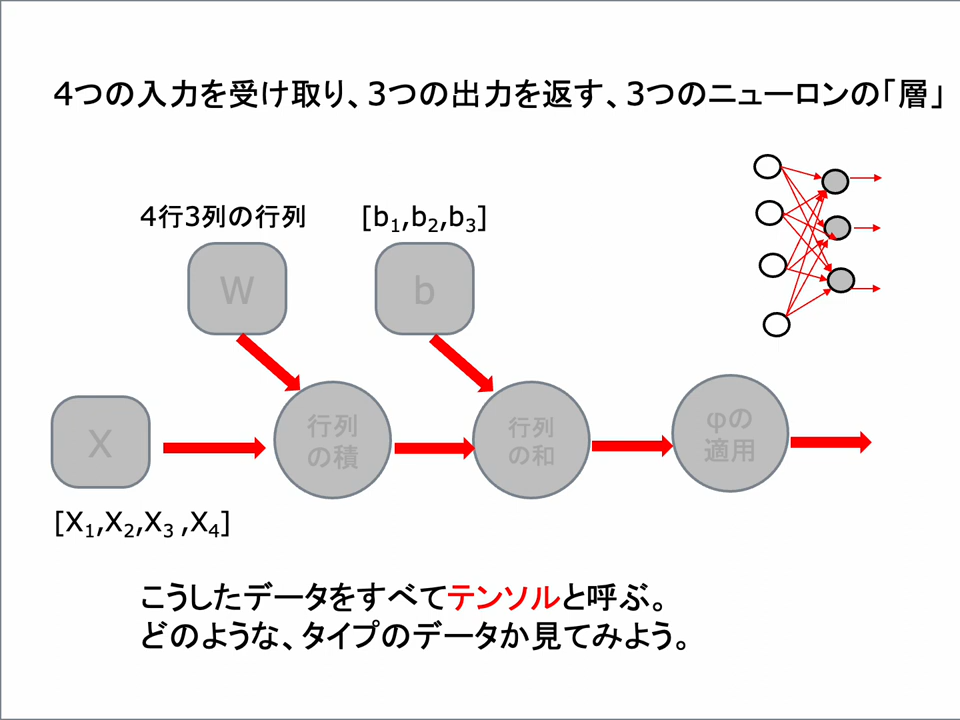 4つの入力を受け取り、3つの出力を返す、3つのニューロンの「層」
4行3列の行列
[b1,b2,b3]
W
b
X
行列
の積
行列
の和
φの
適用
[X1,X2,X3 ,X4]
こうしたデータをすべてテンソルと呼ぶ。
どのような、タイプのデータか見てみよう。